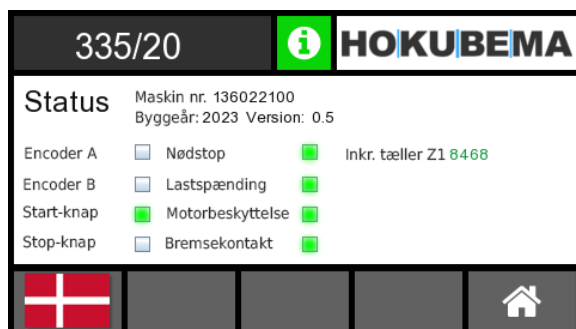 335/20
i
HOKUBEMA
Status
Maskin nr. 136022100
Byggeår: 2023 Version: 0.5
Encoder A Nødstop Inkr. tæller Z1 8468
Encoder B Lastspænding
Start-knap Motorbeskyttelse
Stop-knap Bremsekontakt